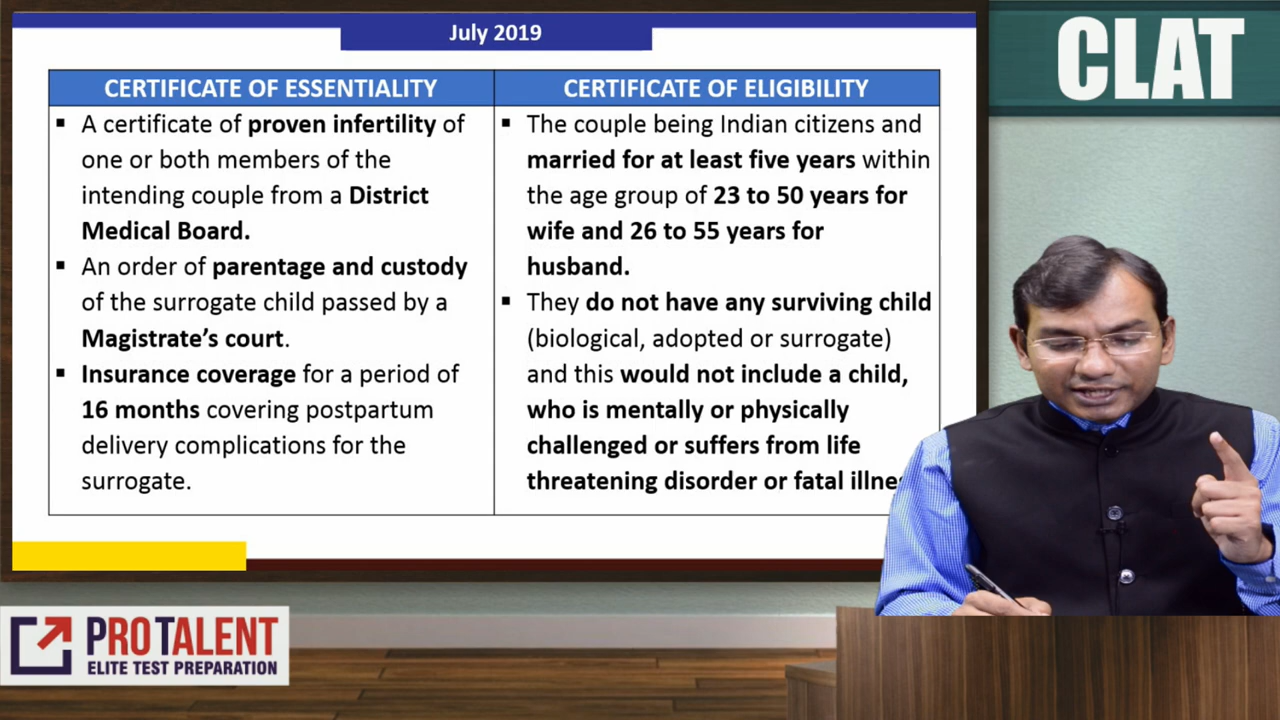 July 2019
CLAT
CERTIFICATE OF ESSENTIALITY
▪ A certificate of proven infertility of
one or both members of the
intending couple from a District
Medical Board.
▪ An order of parentage and custody
of the surrogate child passed by a
Magistrate’s court.
▪ Insurance coverage for a period of
16 months covering postpartum
delivery complications for the
surrogate.
CERTIFICATE OF ELIGIBILITY
▪ The couple being Indian citizens and
married for at least five years within
the age group of 23 to 50 years for
wife and 26 to 55 years for
husband.
▪ They do not have any surviving child
(biological, adopted or surrogate)
and this would not include a child,
who is mentally or physically
challenged or suffers from life
threatening disorder or fatal
PROTALENT
ELITE TEST PREPARATION